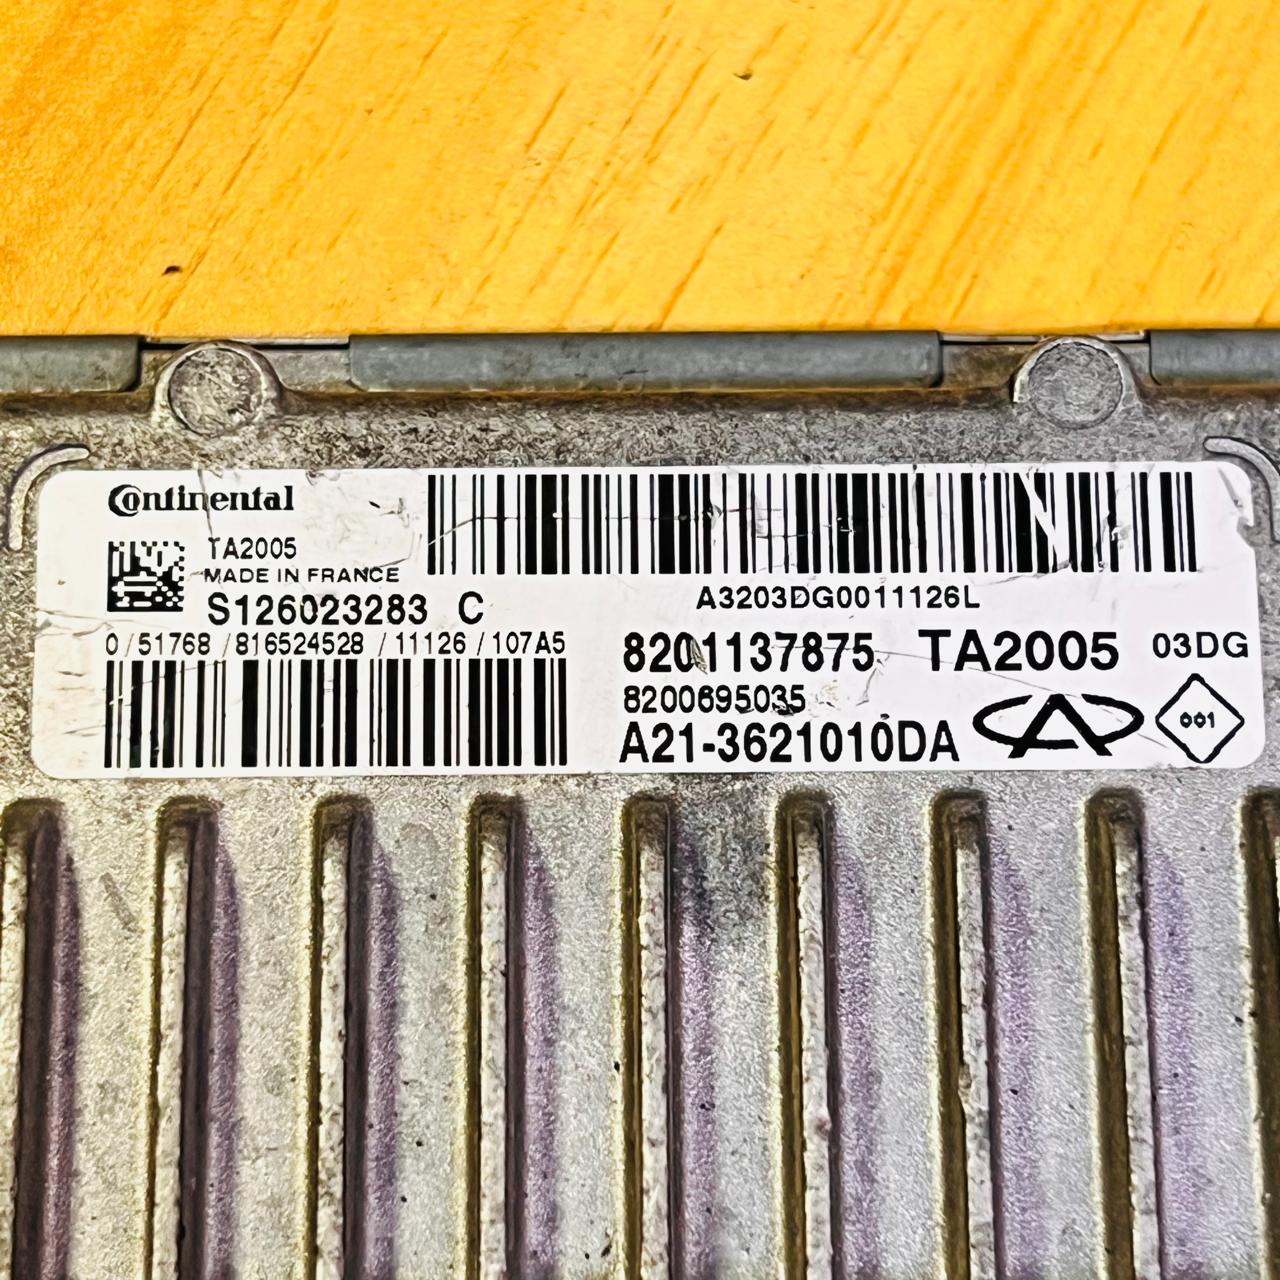 Continental
TA2005
MADE IN FRANCE
S126023283 C
0/51768/816524528/11126/107A5
A3203DG0011126L
8201137875 TA2005 03DG
8200695035
A21-3621010DA
001